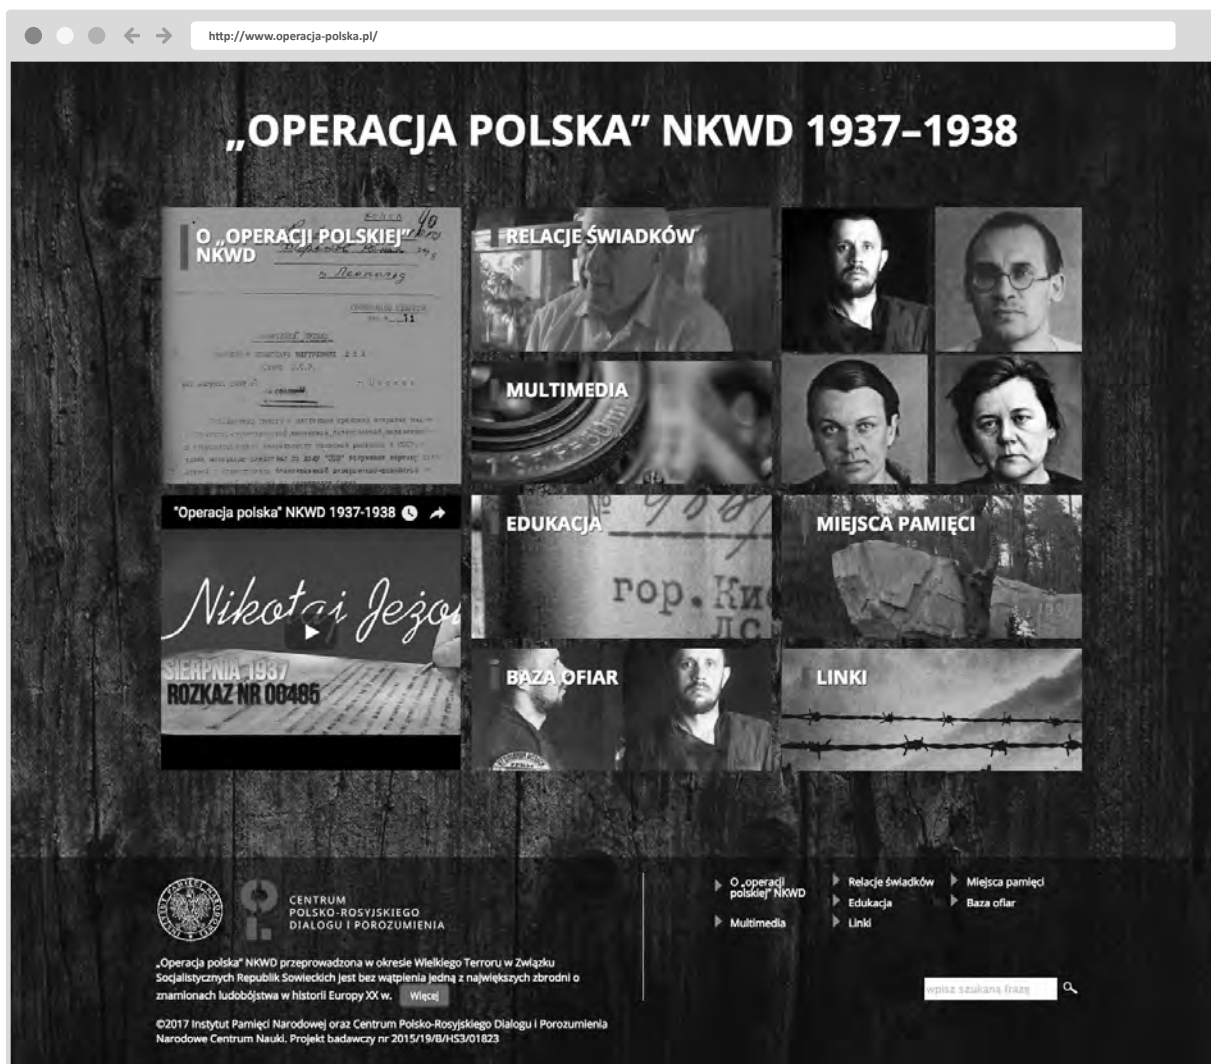 http://www.operacja-polska.pl/
„OPERACJA POLSKA” NKWD 1937–1938
O „OPERACJI POLSKIEJ”
NKWD
RELACJE ŚWIADKÓW
MULTIMEDIA
"Operacja polska" NKWD 1937-1938
Nikołaj Jeżo
SIERPNIA 1937
ROZKAZ NR 00485
EDUKACJA
гор. Ки
MIEJSCA PAMIĘCI
BAZA OFIAR
LINKI
INSTYTUT PAMIĘCI NARODOWEJ
CENTRUM
POLSKO-ROSYJSKIEGO
DIALOGU I POROZUMIENIA
„Operacja polska” NKWD przeprowadzona w okresie Wielkiego Terroru w Związku
Socjalistycznych Republik Sowieckich jest bez wątpienia jedną z największych zbrodni o
znamionach ludobójstwa w historii Europy XX w. Więcej
©2017 Instytut Pamięci Narodowej oraz Centrum Polsko-Rosyjskiego Dialogu i Porozumienia
Narodowe Centrum Nauki. Projekt badawczy nr 2015/19/B/HS3/01823
O „operacji
polskiej” NKWD
Multimedia
Relacje świadków
Edukacja
Linki
Miejsca pamięci
Baza ofiar
wpisz szukaną frazę